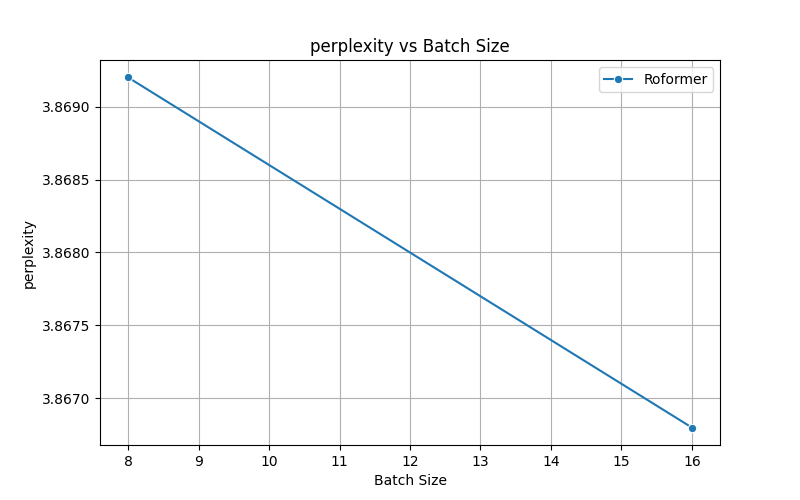 perplexity vs Batch Size
Roformer
perplexity
3.8690
3.8685
3.8680
3.8675
3.8670
8 9 10 11 12 13 14 15 16
Batch Size